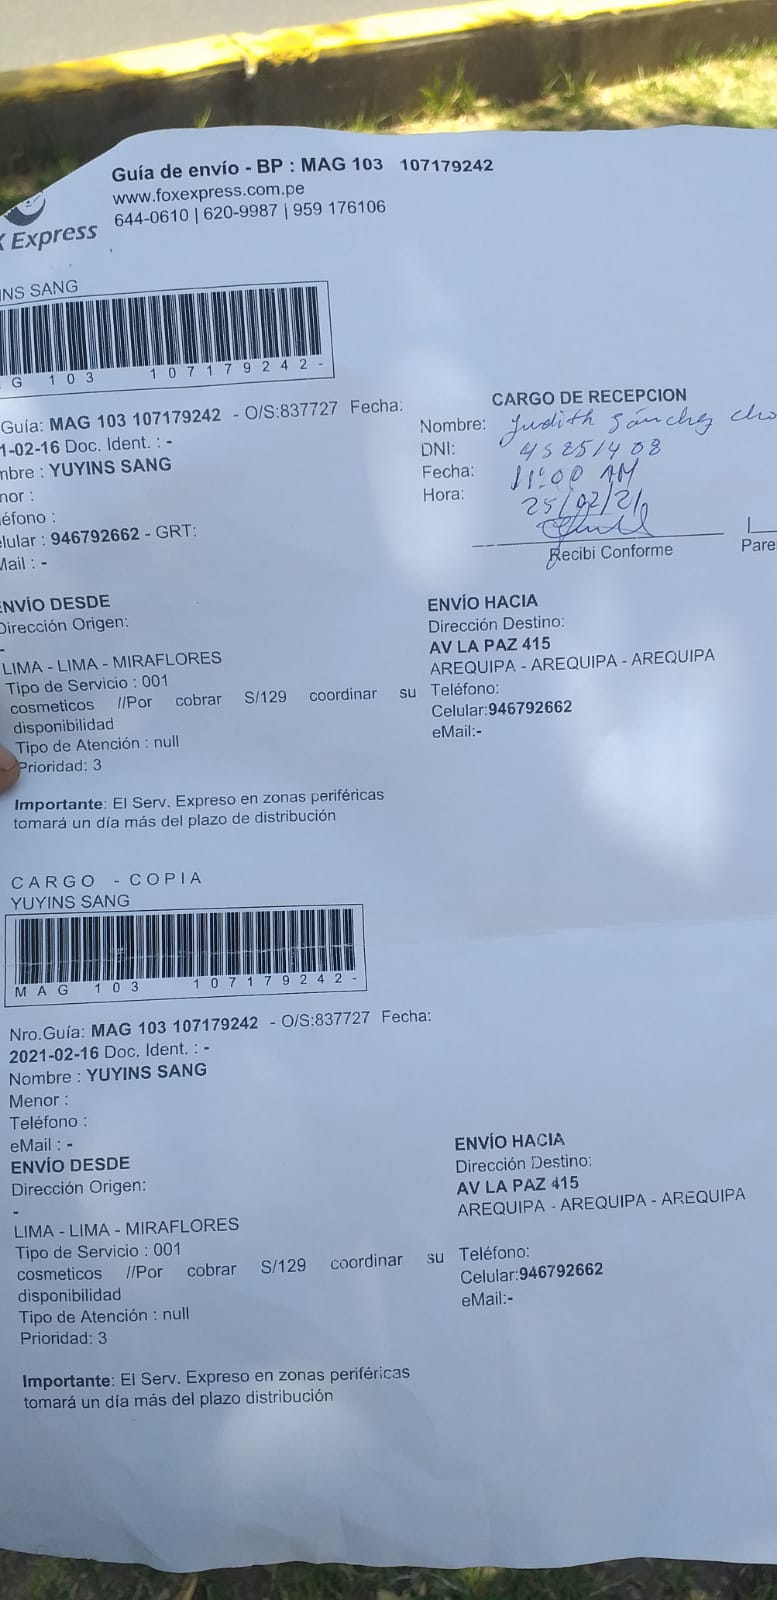 Guía de envío - BP : MAG 103 107179242
www.foxexpress.com.pe
644-0610 | 620-9987 | 959 176106
X Express
INS SANG
G 103 107179242-
Guía: MAG 103 107179242 - O/S:837727 Fecha:
1-02-16 Doc. Ident. : -
mbre : YUYINS SANG
nor :
éfono :
elular : 946792662 - GRT:
Mail : -
CARGO DE RECEPCION
Nombre: Judith Sánchez Cho
DNI: 45851408
Fecha: 11:00 AM
Hora: 25/02/21
Recibi Conforme
Pare
ENVÍO DESDE
Dirección Origen:
-
LIMA - LIMA - MIRAFLORES
Tipo de Servicio : 001
cosmeticos //Por cobrar S/129 coordinar su
disponibilidad
Tipo de Atención : null
Prioridad: 3
ENVÍO HACIA
Dirección Destino:
AV LA PAZ 415
AREQUIPA - AREQUIPA - AREQUIPA
Teléfono:
Celular:946792662
eMail:-
Importante: El Serv. Expreso en zonas periféricas
tomará un día más del plazo de distribución
CARGO - COPIA
YUYINS SANG
MAG 103 107179242-
Nro.Guía: MAG 103 107179242 - O/S:837727 Fecha:
2021-02-16 Doc. Ident. : -
Nombre : YUYINS SANG
Menor :
Teléfono :
eMail : -
ENVÍO DESDE
Dirección Origen:
-
LIMA - LIMA - MIRAFLORES
Tipo de Servicio : 001
cosmeticos //Por cobrar S/129 coordinar su
disponibilidad
Tipo de Atención : null
Prioridad: 3
ENVÍO HACIA
Dirección Destino:
AV LA PAZ 415
AREQUIPA - AREQUIPA - AREQUIPA
Teléfono:
Celular:946792662
eMail:-
Importante: El Serv. Expreso en zonas periféricas
tomará un día más del plazo distribución